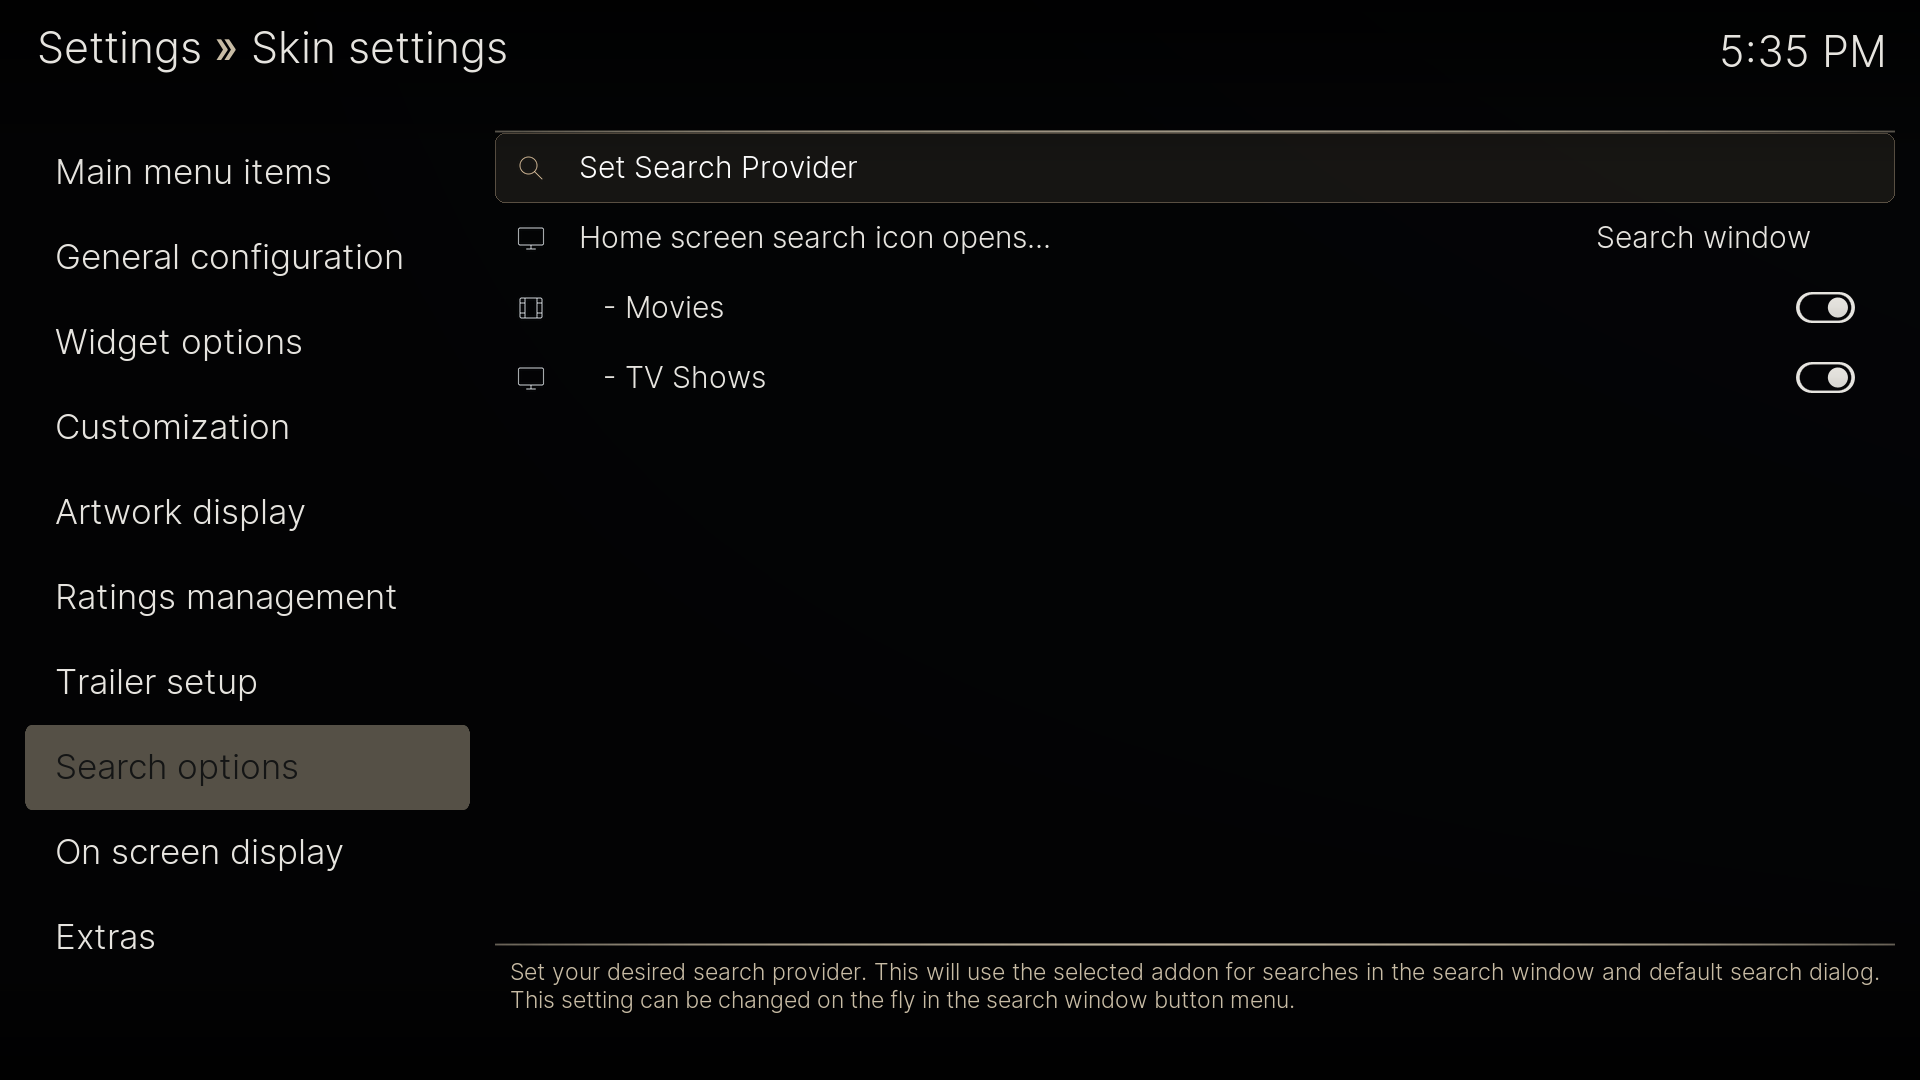 Settings » Skin settings
5:35 PM
Main menu items
General configuration
Widget options
Customization
Artwork display
Ratings management
Trailer setup
Search options
On screen display
Extras
Set Search Provider
Home screen search icon opens... Search window
- Movies
- TV Shows
Set your desired search provider. This will use the selected addon for searches in the search window and default search dialog.
This setting can be changed on the fly in the search window button menu.